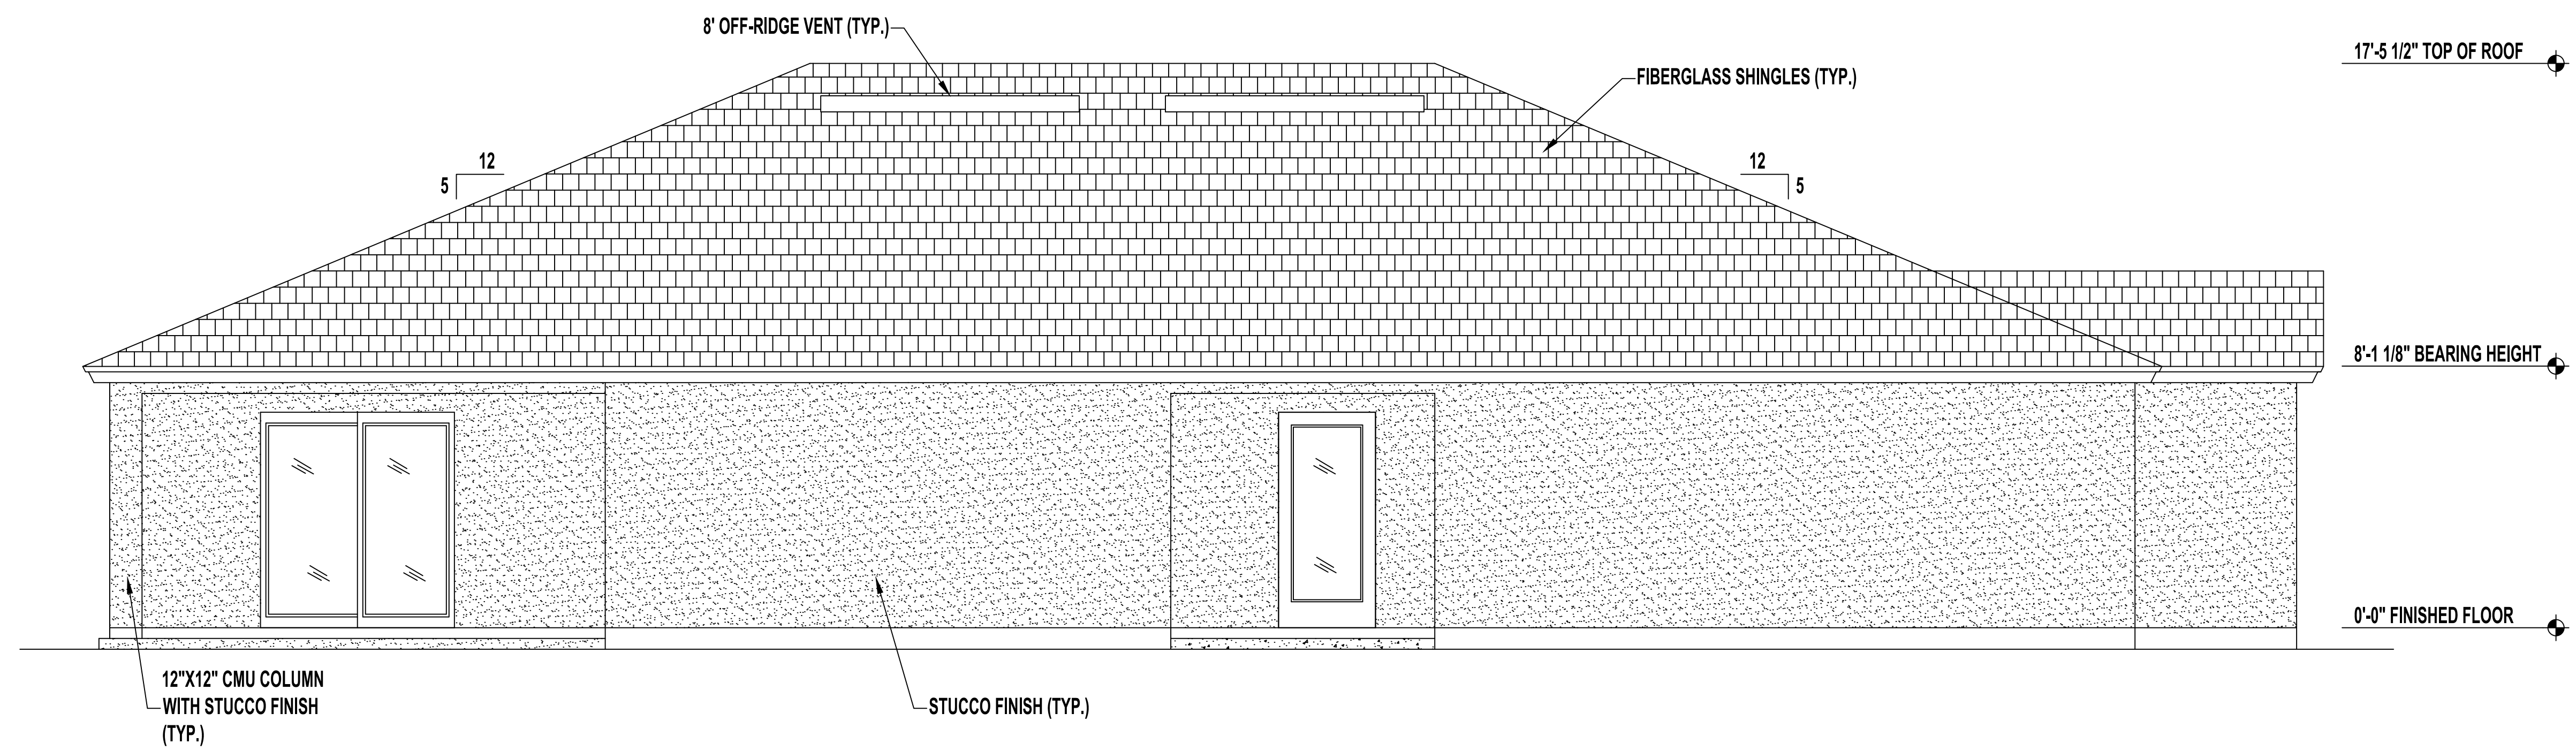 8' OFF-RIDGE VENT (TYP.)
17'-5 1/2" TOP OF ROOF
FIBERGLASS SHINGLES (TYP.)
12
5
12
5
8'-1 1/8" BEARING HEIGHT
0'-0" FINISHED FLOOR
12"X12" CMU COLUMN
WITH STUCCO FINISH
(TYP.)
STUCCO FINISH (TYP.)